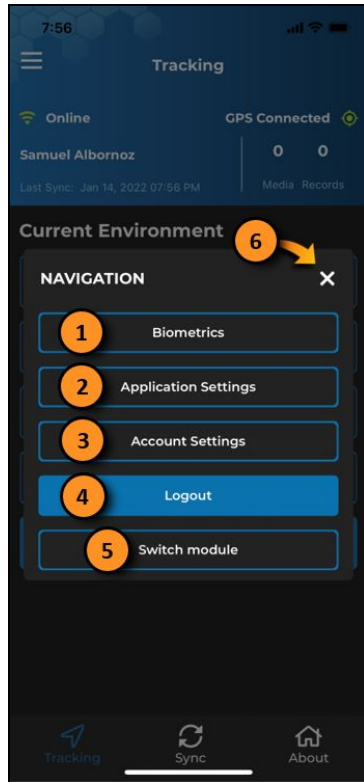 7:56
Tracking
Online GPS Connected
Samuel Albornoz 0 0
Last Sync: Jan 14, 2022 07:56 PM Media Records
Current Environment
6
NAVIGATION
1 Biometrics
2 Application Settings
3 Account Settings
4 Logout
5 Switch module
Tracking Sync About